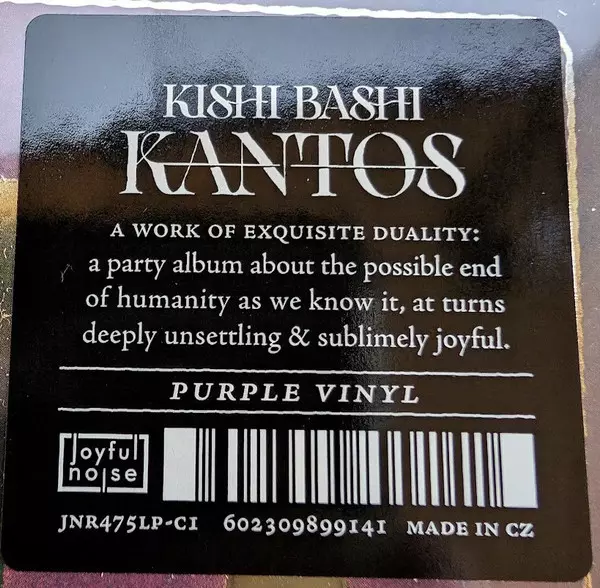 KISHI BASHI
KANTOS
A WORK OF EXQUISITE DUALITY:
a party album about the possible end
of humanity as we know it, at turns
deeply unsettling & sublimely joyful.
PURPLE VINYL
joyful
noise
JNR475LP-C1 602309899141 MADE IN CZ